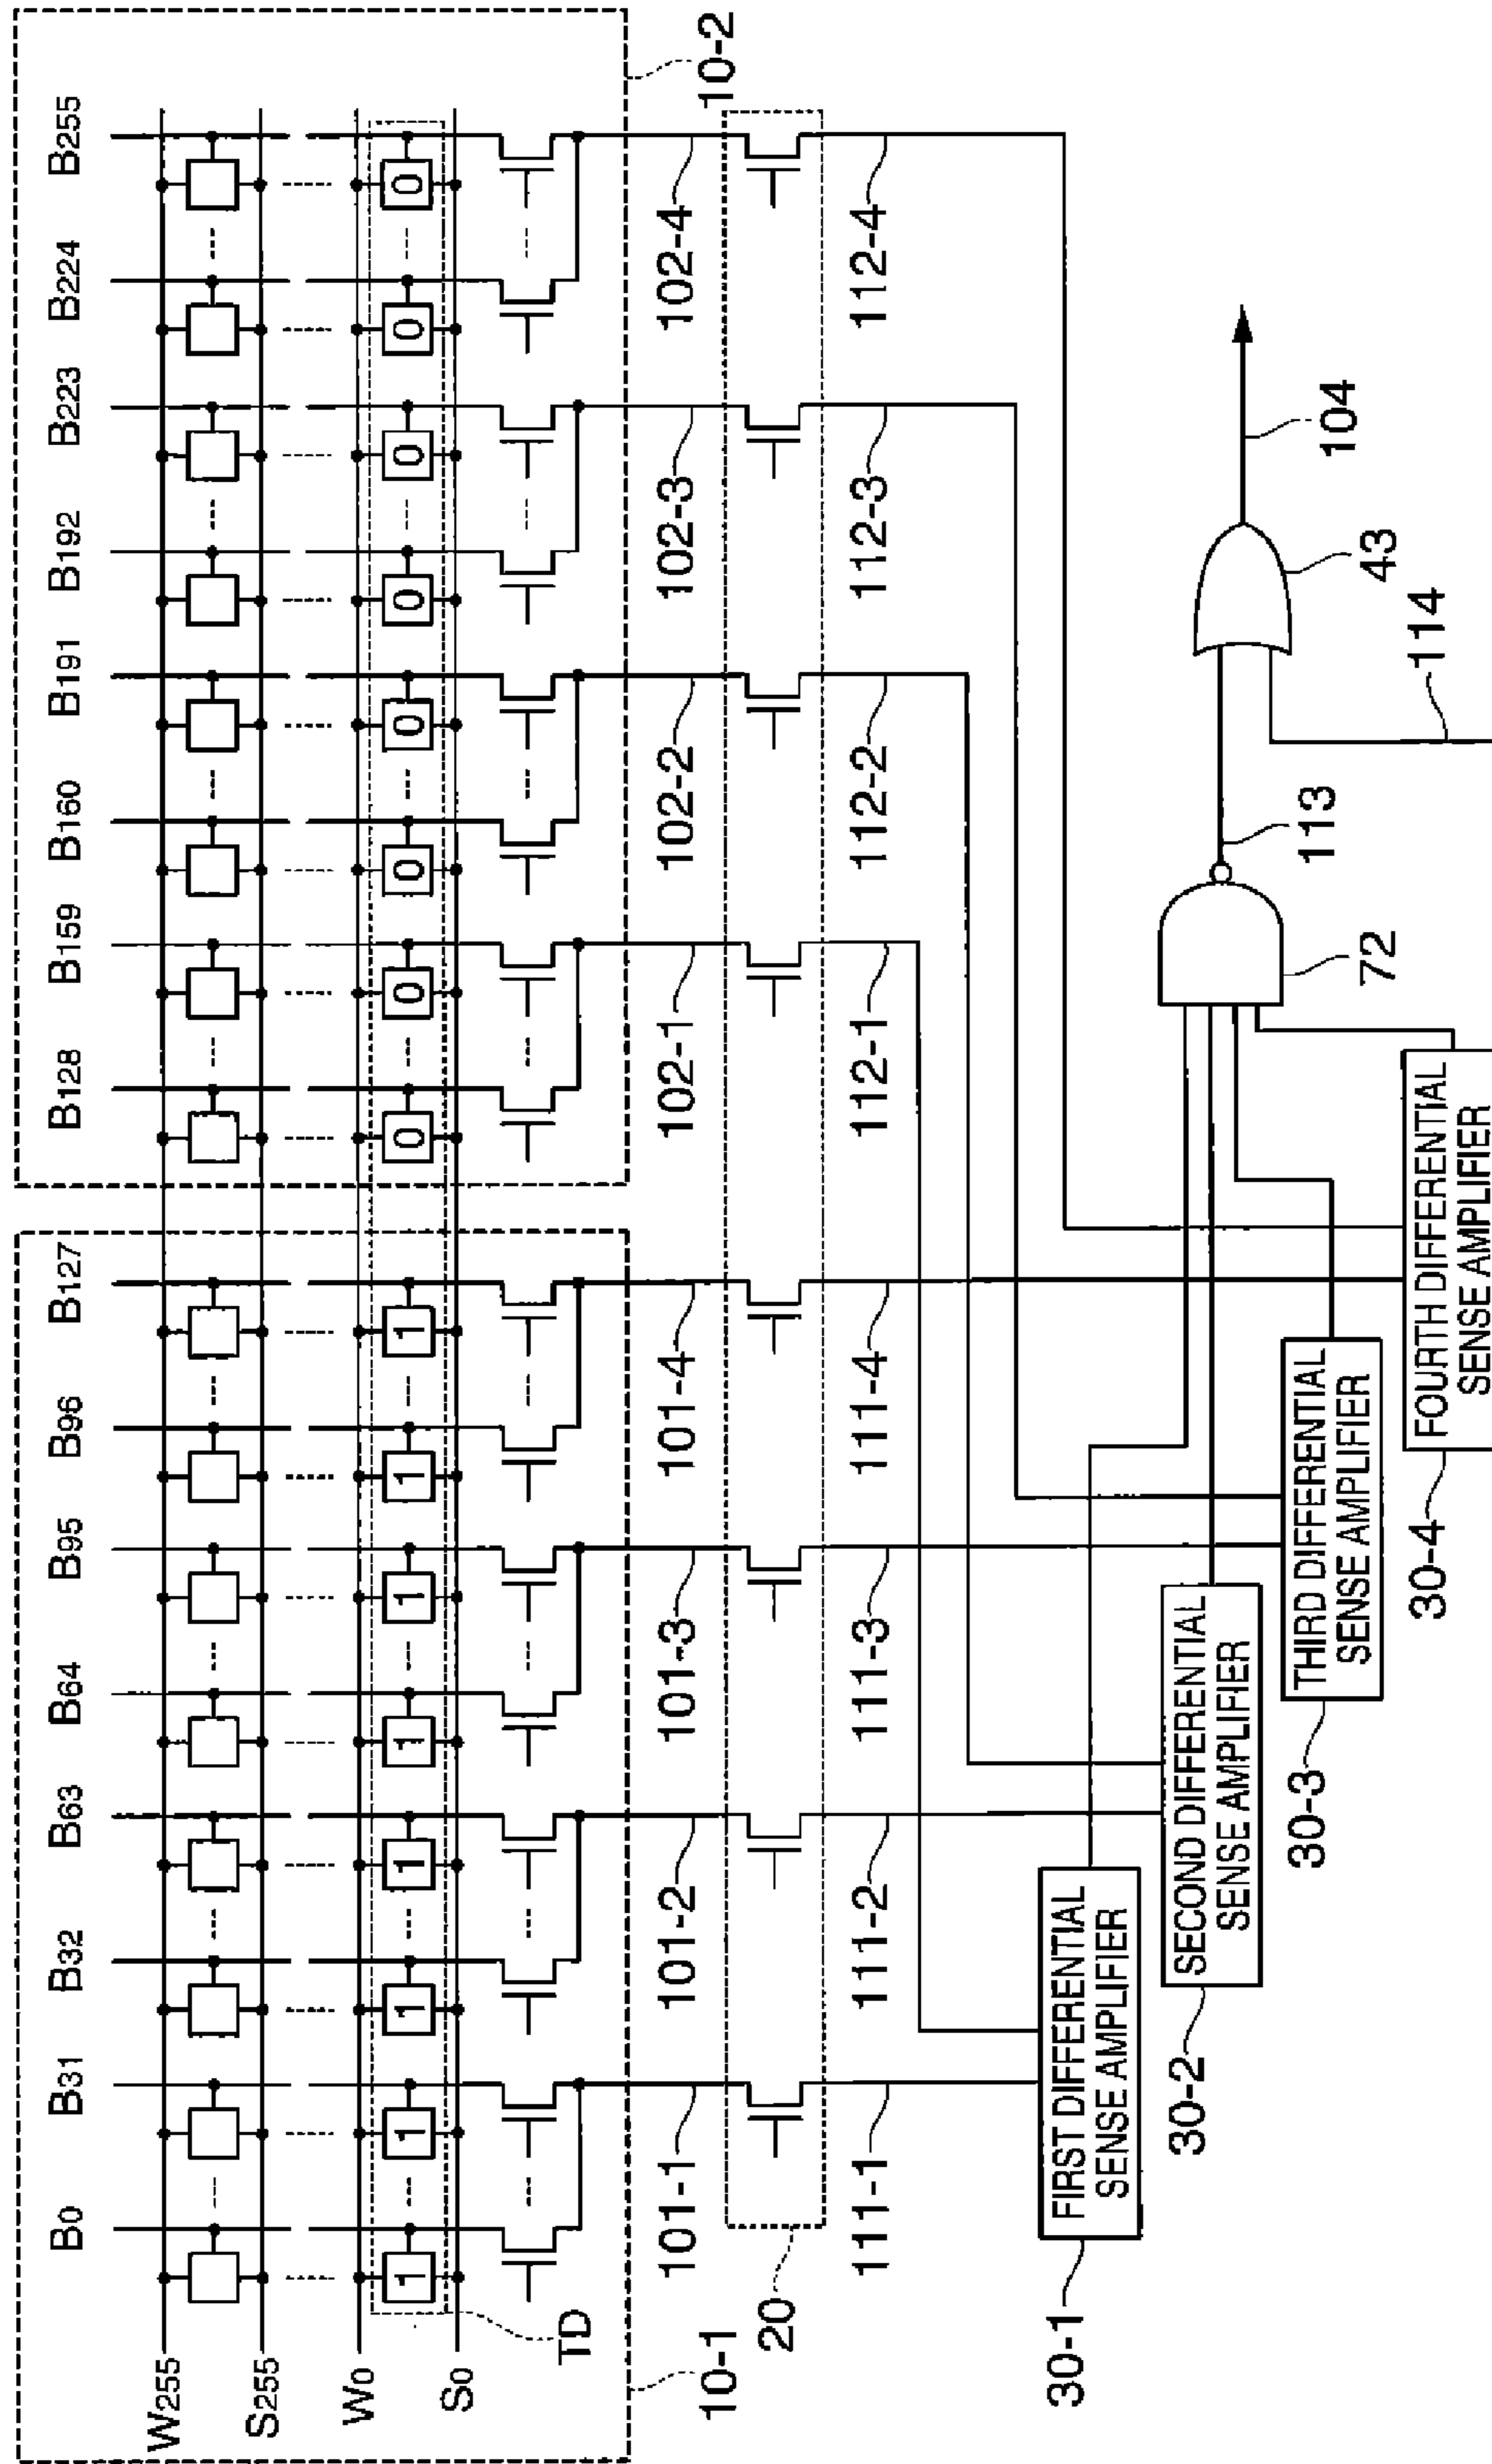 B0 B31 B32 B63 B64 B95 B96 B127 B128 B159 B160 B191 B192 B223 B224 B255
W255
S255
W0
1 1 1 1 1 1 1 1 0 0 0 0 0 0 0 0
S0
TD
10-1
10-2
101-1 101-2 101-3 101-4 102-1 102-2 102-3 102-4
20
111-1 111-2 111-3 111-4 112-1 112-2 112-3 112-4
30-1
FIRST DIFFERENTIAL
SENSE AMPLIFIER
30-2
SECOND DIFFERENTIAL
SENSE AMPLIFIER
30-3
THIRD DIFFERENTIAL
SENSE AMPLIFIER
30-4
FOURTH DIFFERENTIAL
SENSE AMPLIFIER
72
113
43
114
104